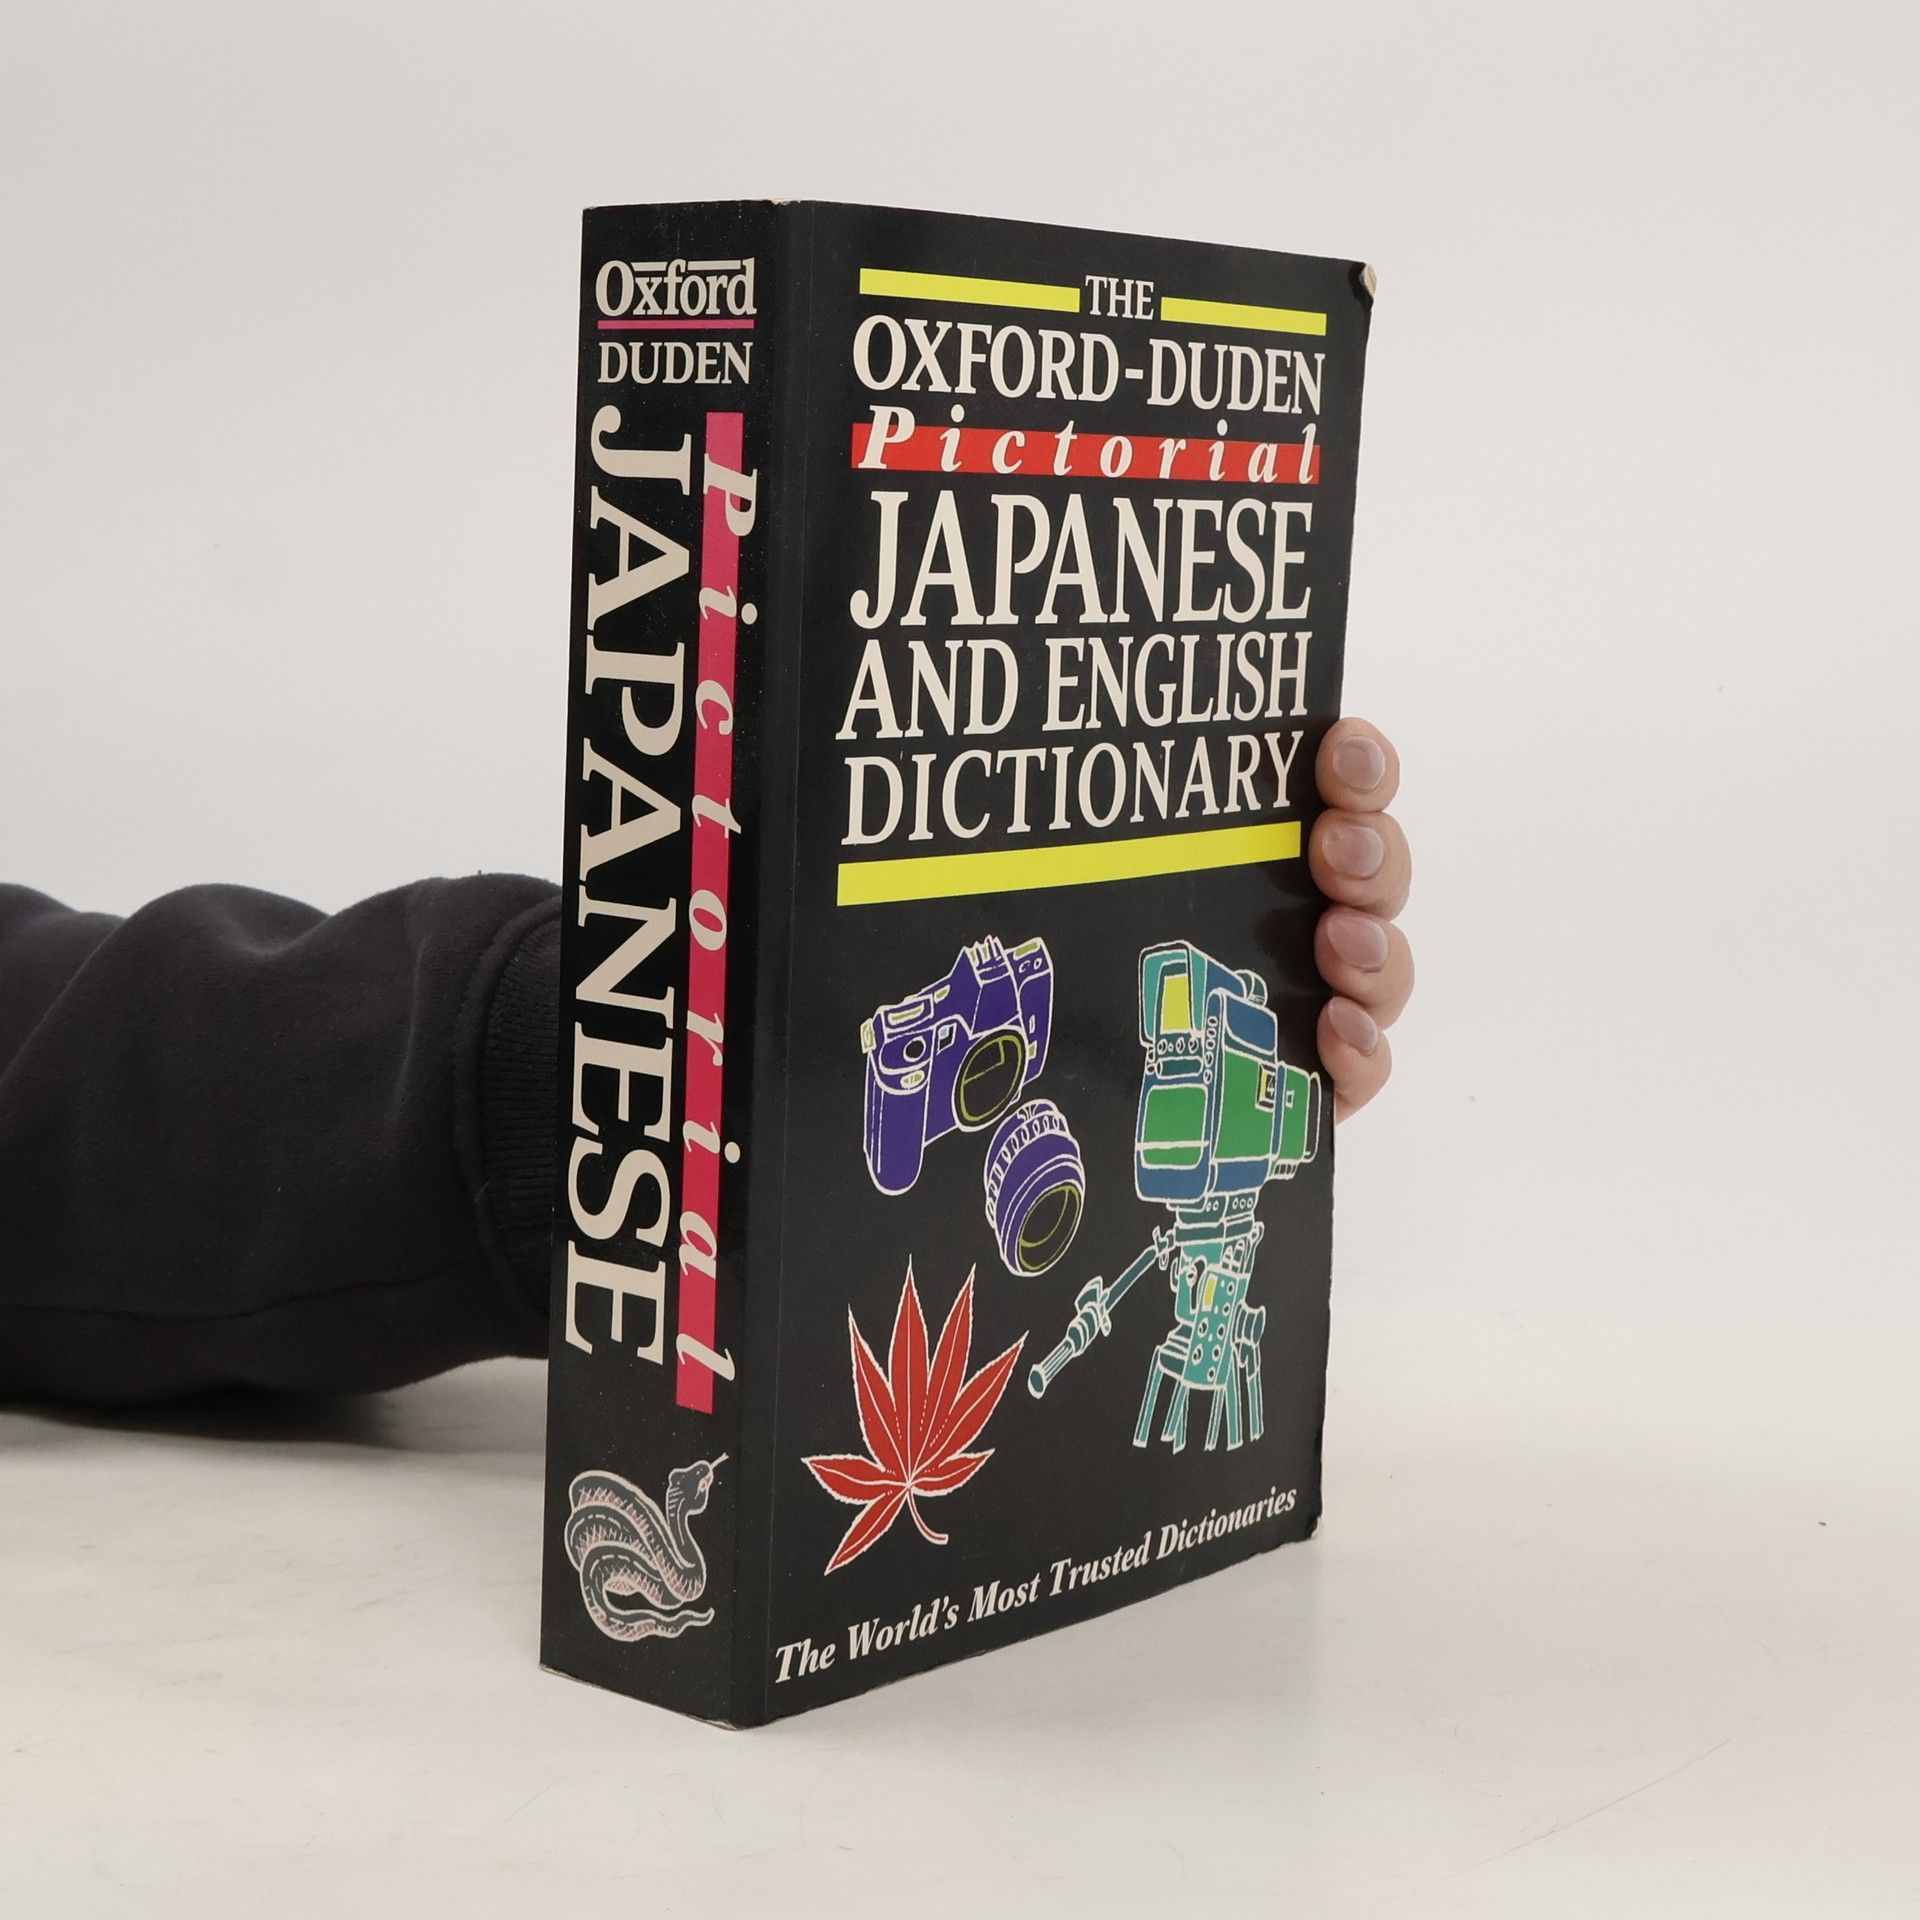 Oxford
DUDEN
JAPANESE
Pictorial
THE
OXFORD-DUDEN
Pictorial
JAPANESE
AND ENGLISH
DICTIONARY
The World's Most Trusted Dictionaries